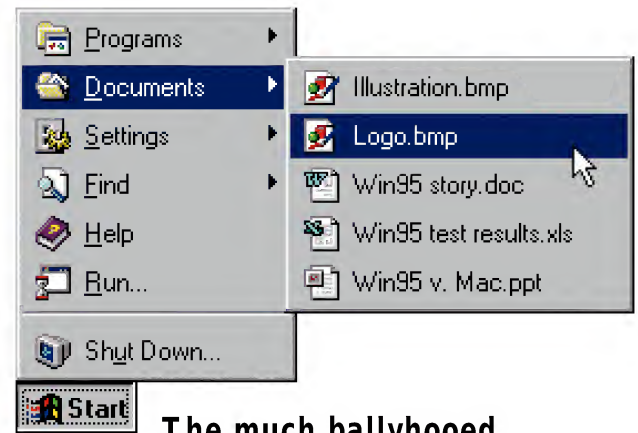 Programs
Documents
Settings
Find
Help
Run...
Shut Down...
Start
Illustration.bmp
Logo.bmp
Win95 story.doc
Win95 test results.xls
Win95 v. Mac.ppt
The much ballyhooed